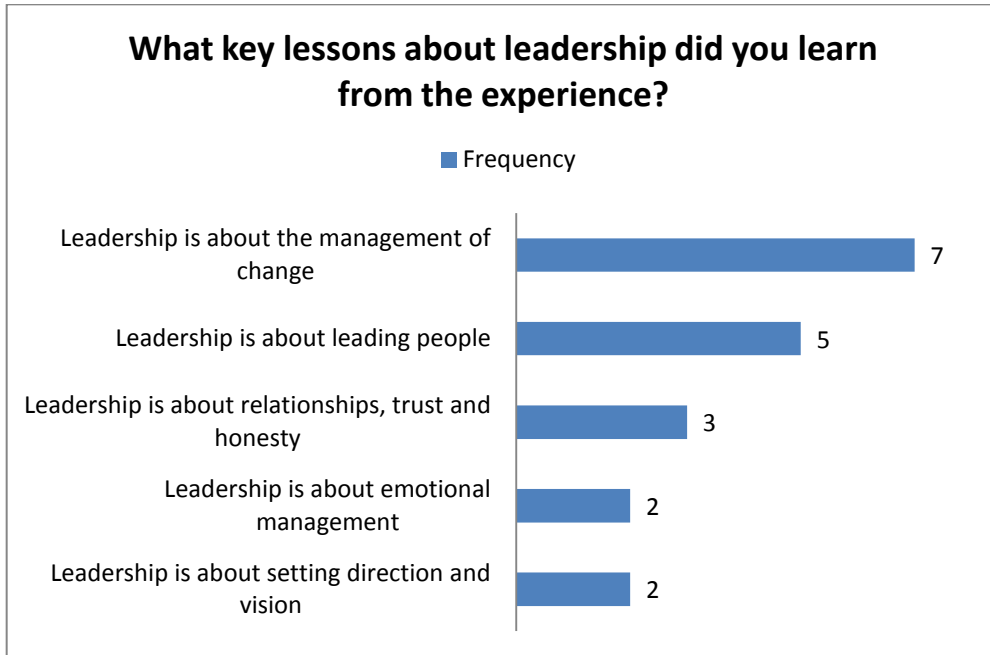 What key lessons about leadership did you learn
from the experience?
Frequency
Leadership is about the management of
change
7
Leadership is about leading people
5
Leadership is about relationships, trust and
honesty
3
Leadership is about emotional
management
2
Leadership is about setting direction and
vision
2